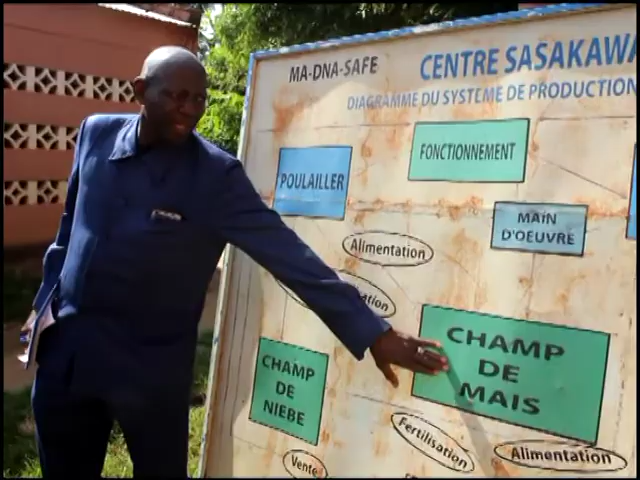 MA-DNA-SAFE
CENTRE SASAKAWA
DIAGRAMME DU SYSTEME DE PRODUCTION
FONCTIONNEMENT
POULAILLER
MAIN
D'OEUVRE
Alimentation
CHAMP
DE
MAIS
CHAMP
DE
NIEBE
Fertilisation
Alimentation
Vente